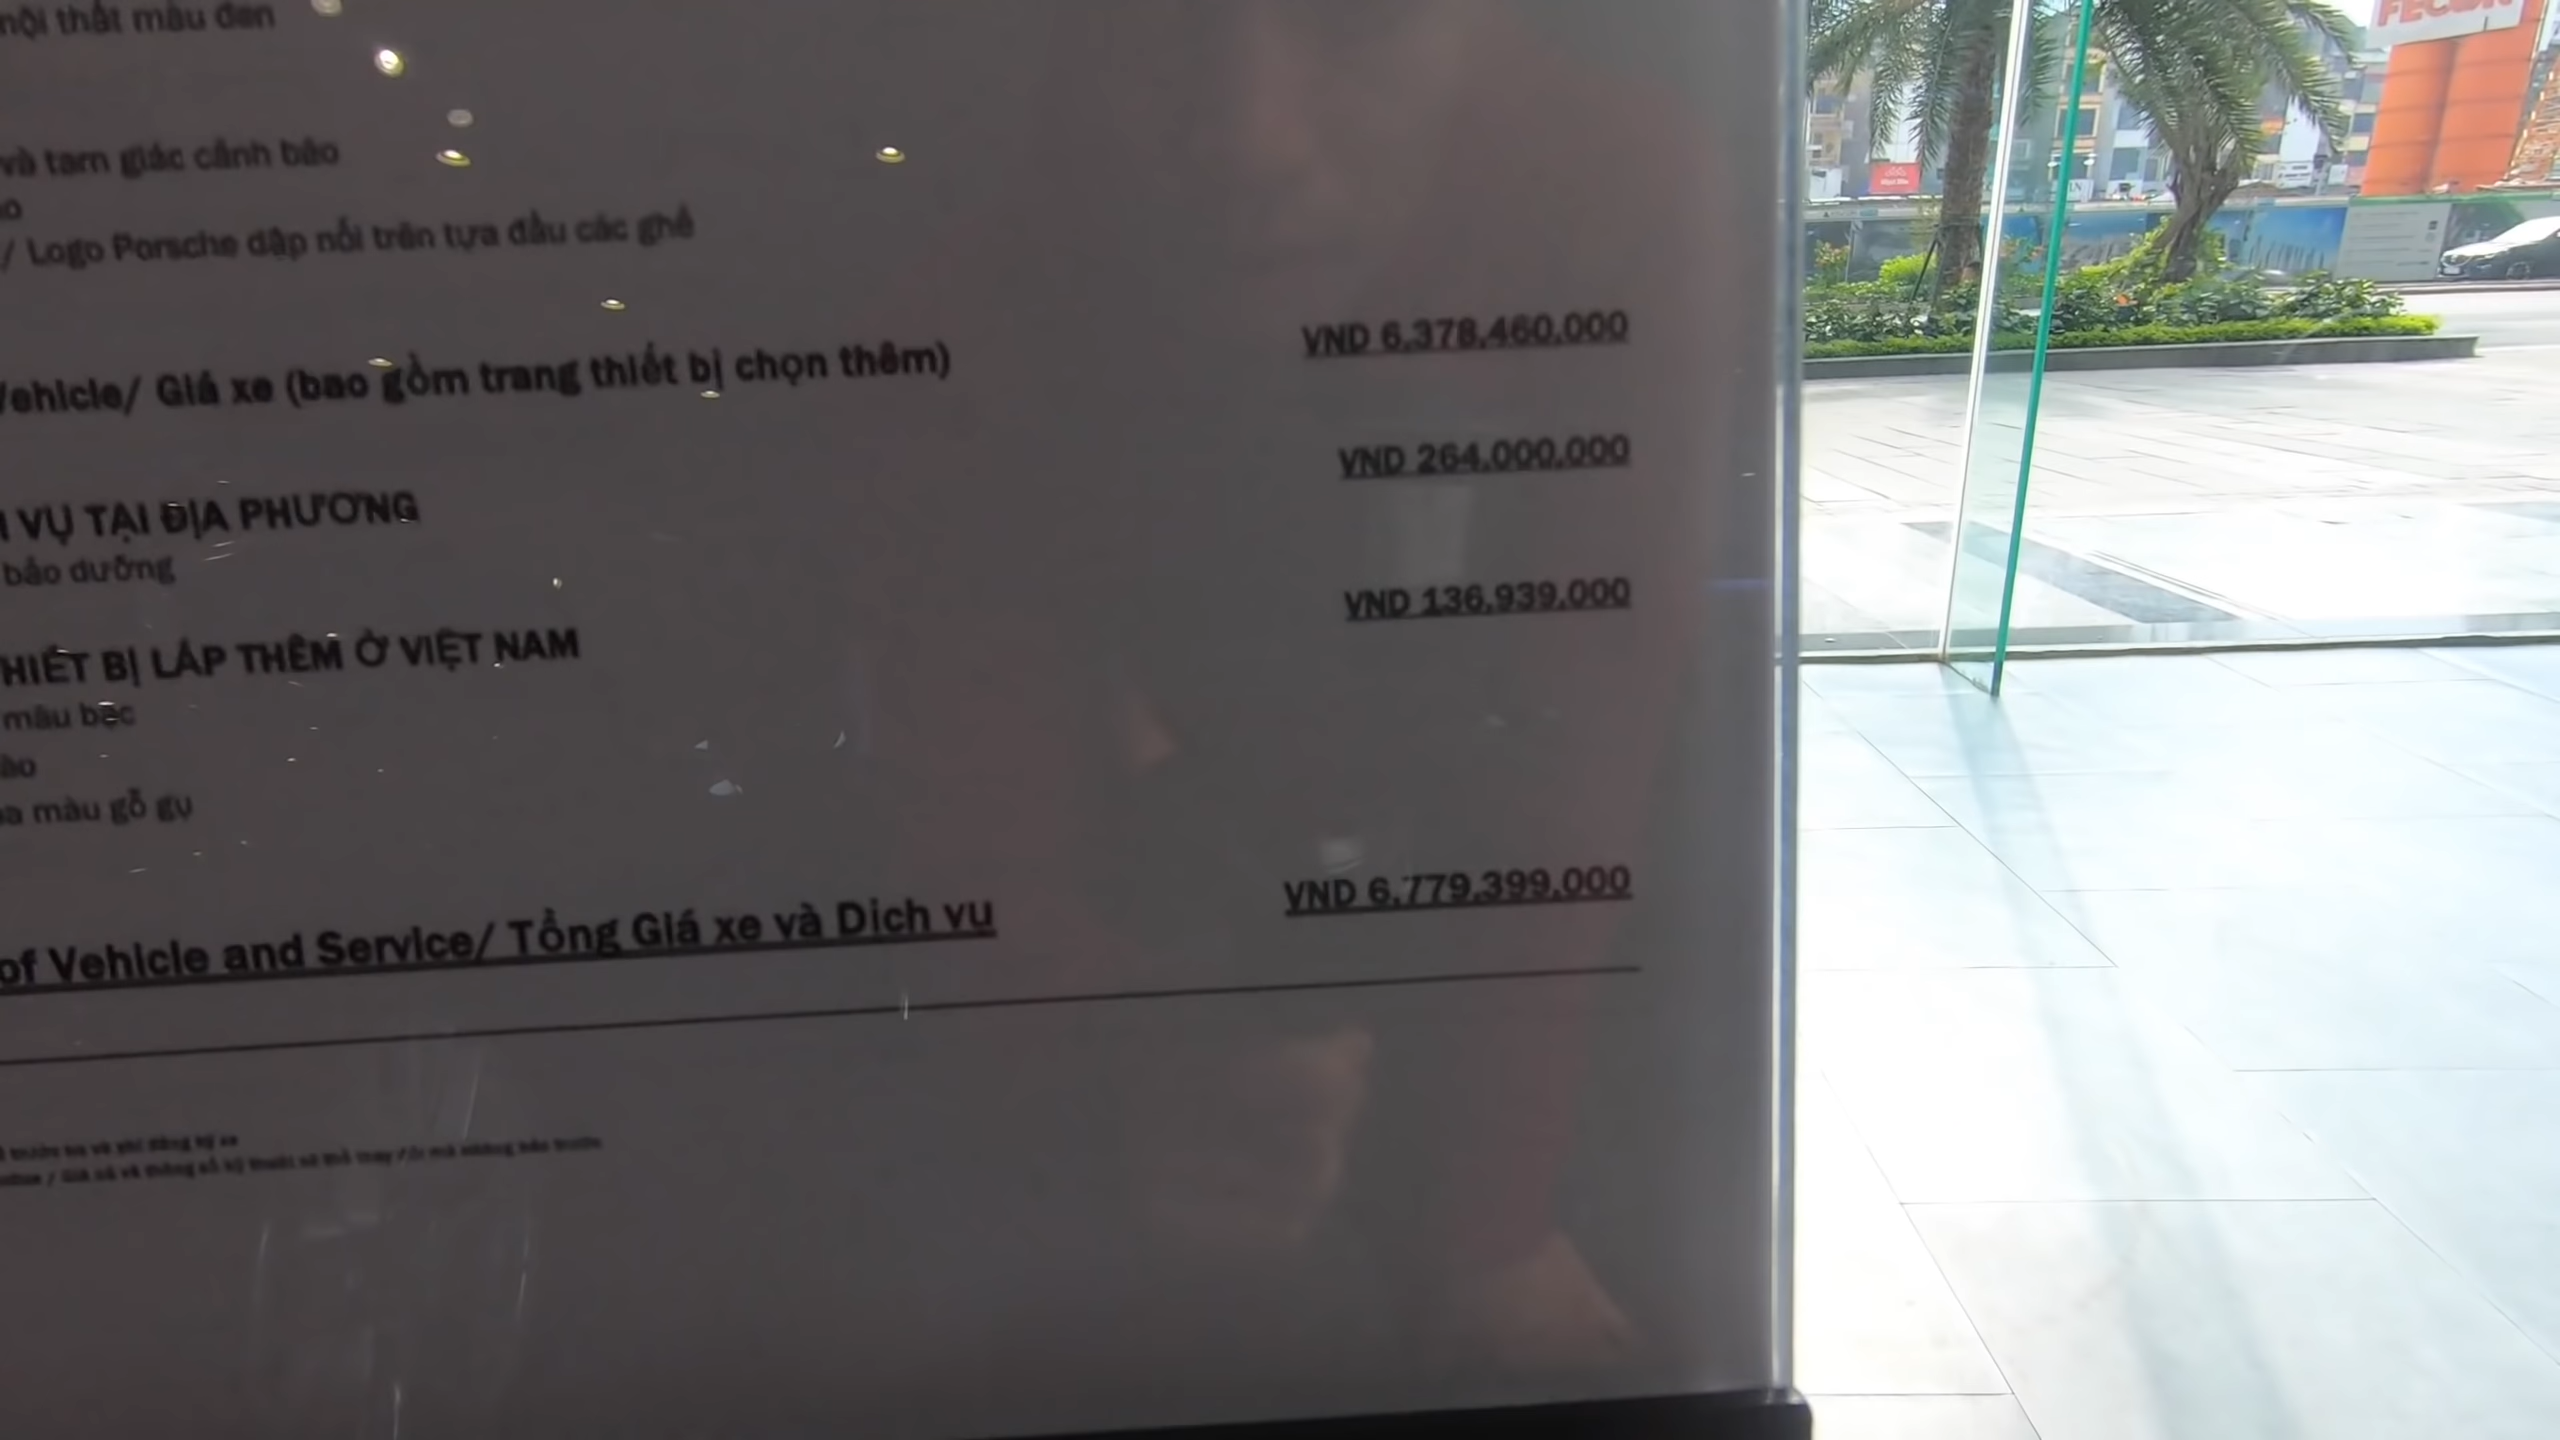 nội thất màu đen
và tam giác cảnh báo
/ Logo Porsche dập nổi trên tựa đầu các ghế
Vehicle/ Giá xe (bao gồm trang thiết bị chọn thêm) VND 6,378,460,000
VND 264,000,000
VỤ TẠI ĐỊA PHƯƠNG
bảo dưỡng
VND 136,939,000
HIẾT BỊ LẮP THÊM Ở VIỆT NAM
màu bạc
màu gỗ gụ
of Vehicle and Service/ Tổng Giá xe và Dịch vụ VND 6,779,399,000
FECON